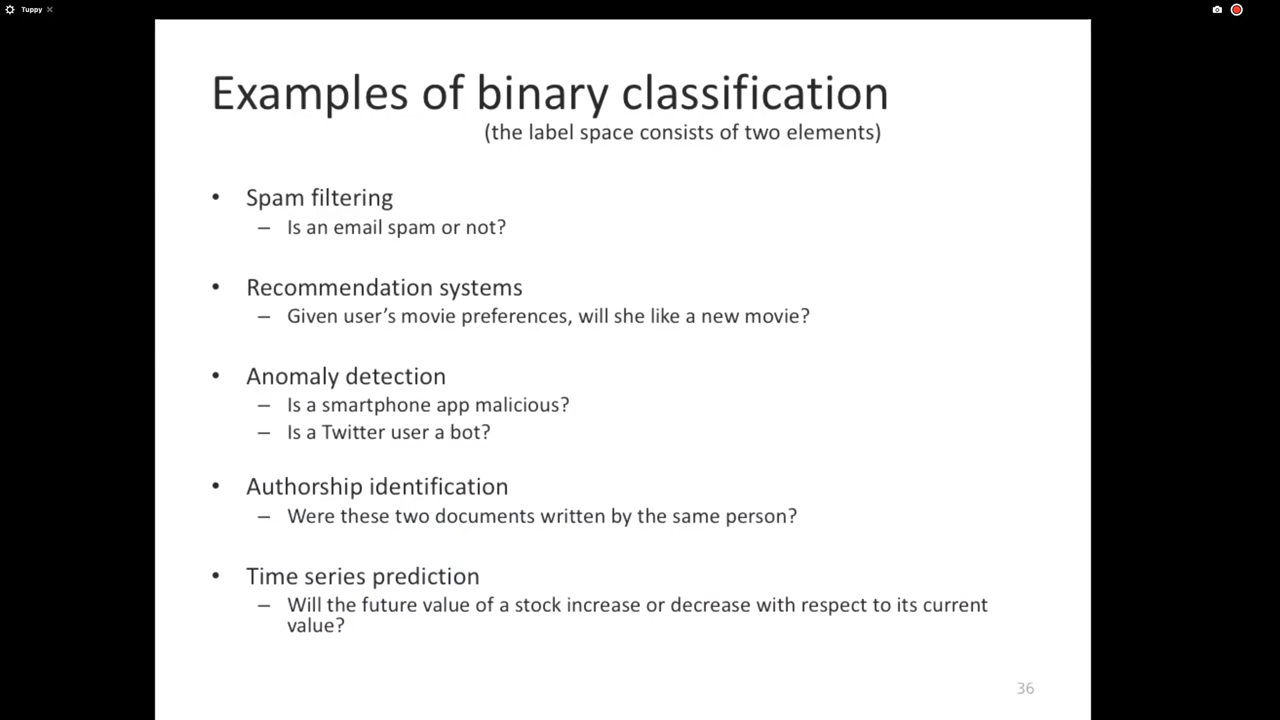 Tuppy
Examples of binary classification
(the label space consists of two elements)
• Spam filtering
– Is an email spam or not?
• Recommendation systems
– Given user’s movie preferences, will she like a new movie?
• Anomaly detection
– Is a smartphone app malicious?
– Is a Twitter user a bot?
• Authorship identification
– Were these two documents written by the same person?
• Time series prediction
– Will the future value of a stock increase or decrease with respect to its current
value?
36